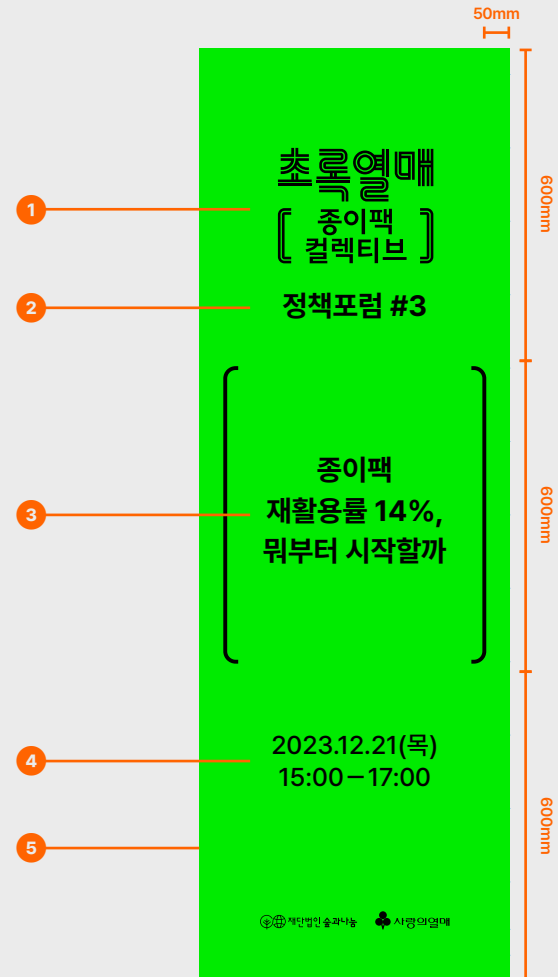 50mm
초록열매
종이팩
컬렉티브
1
600mm
정책포럼 #3
2
종이팩
재활용률 14%,
뭐부터 시작할까
3
600mm
2023.12.21(목)
15:00–17:00
4
5
600mm
재단법인 숲과나눔 사랑의열매